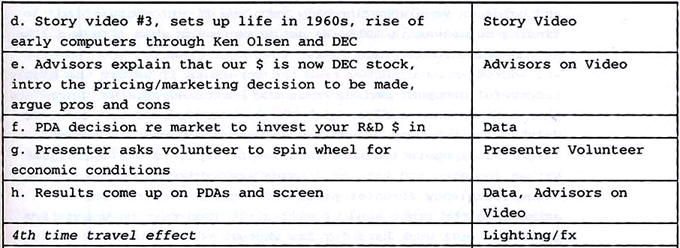 d. Story video #3, sets up life in 1960s, rise of
early computers through Ken Olsen and DEC
Story Video
e. Advisors explain that our $ is now DEC stock,
intro the pricing/marketing decision to be made,
argue pros and cons
Advisors on Video
f. PDA decision re market to invest your R&D $ in
Data
g. Presenter asks volunteer to spin wheel for
economic conditions
Presenter Volunteer
h. Results come up on PDAs and screen
Data, Advisors on
Video
4th time travel effect
Lighting/fx